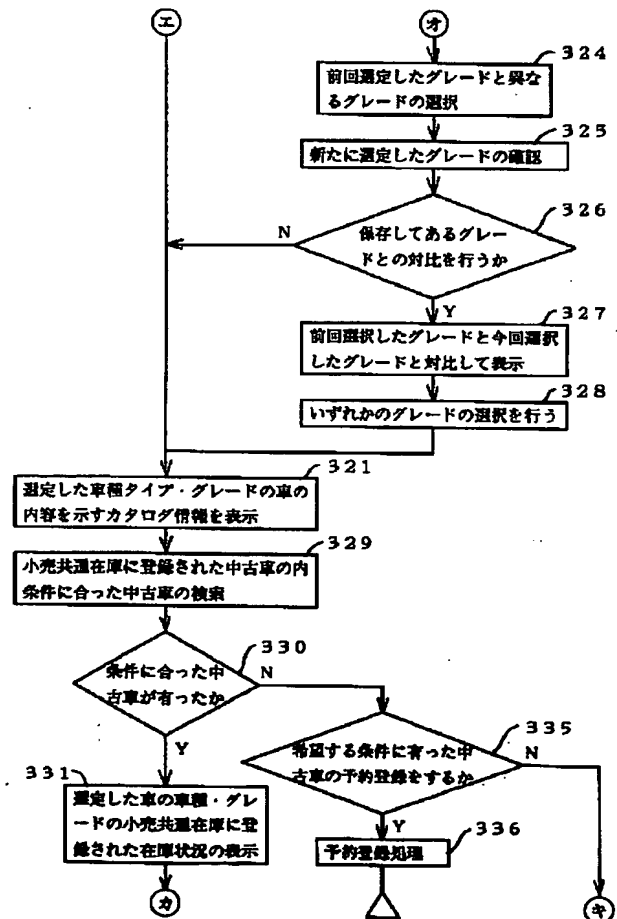 エ
オ
324
前回選定したグレードと異な
るグレードの選択
325
新たに選定したグレードの確認
326
保存してあるグレー
ドとの対比を行うか
N
Y
327
前回選択したグレードと今回選択
したグレードと対比して表示
328
いずれかのグレードの選択を行う
321
選定した車種タイプ・グレードの車の
内容を示すカタログ情報を表示
329
小売共通在庫に登録された中古車の内
条件に合った中古車の検索
330
条件に合った中
古車が有ったか
N
Y
335
希望する条件に有った中
古車の予約登録をするか
N
Y
331
選定した車の車種・グレ
ードの小売共通在庫に登
録された在庫状況の表示
336
予約登録処理
カ
キ